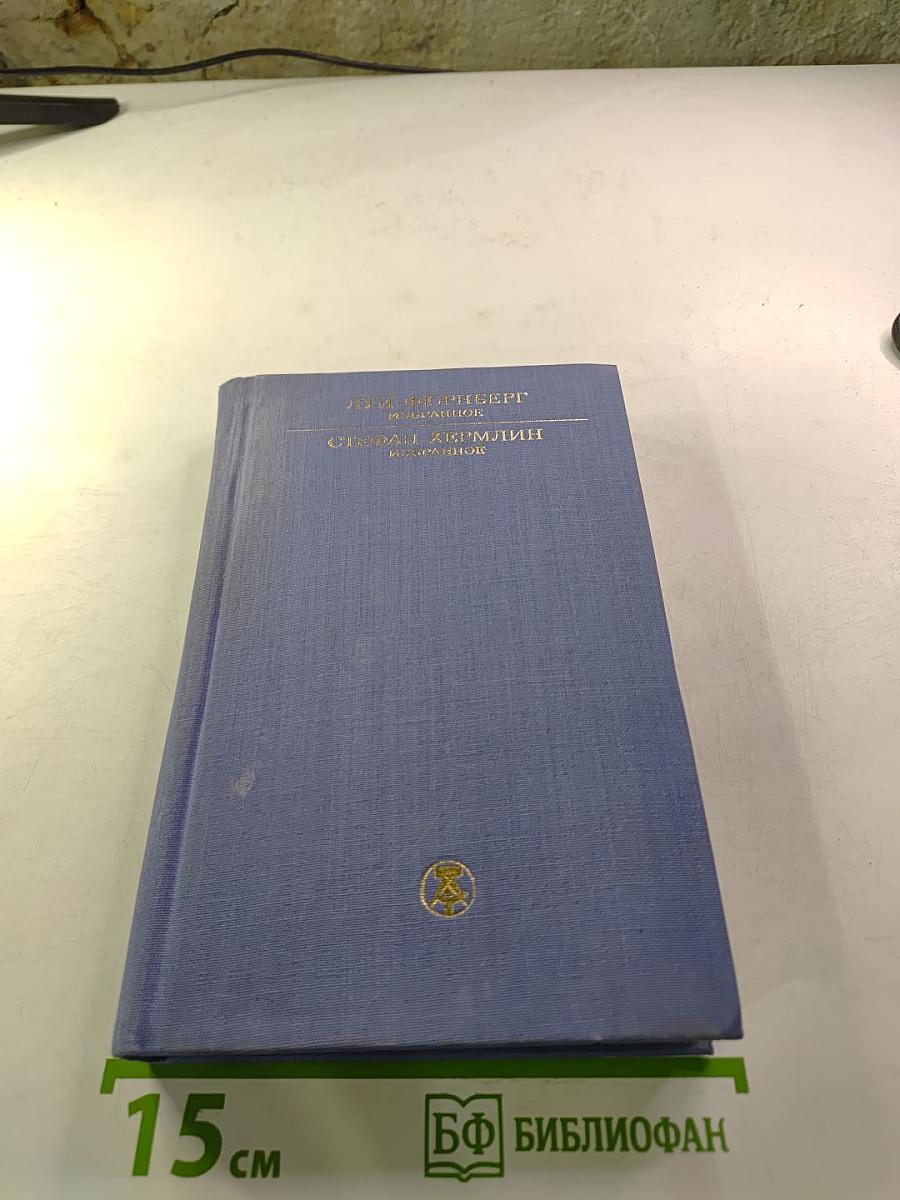 ЛУИ ФЮРНБЕРГ
ИЗБРАННОЕ
СТЕФАН ХЕРМЛИН
ИЗБРАННОЕ
15 см
БФ БИБЛИОФАН